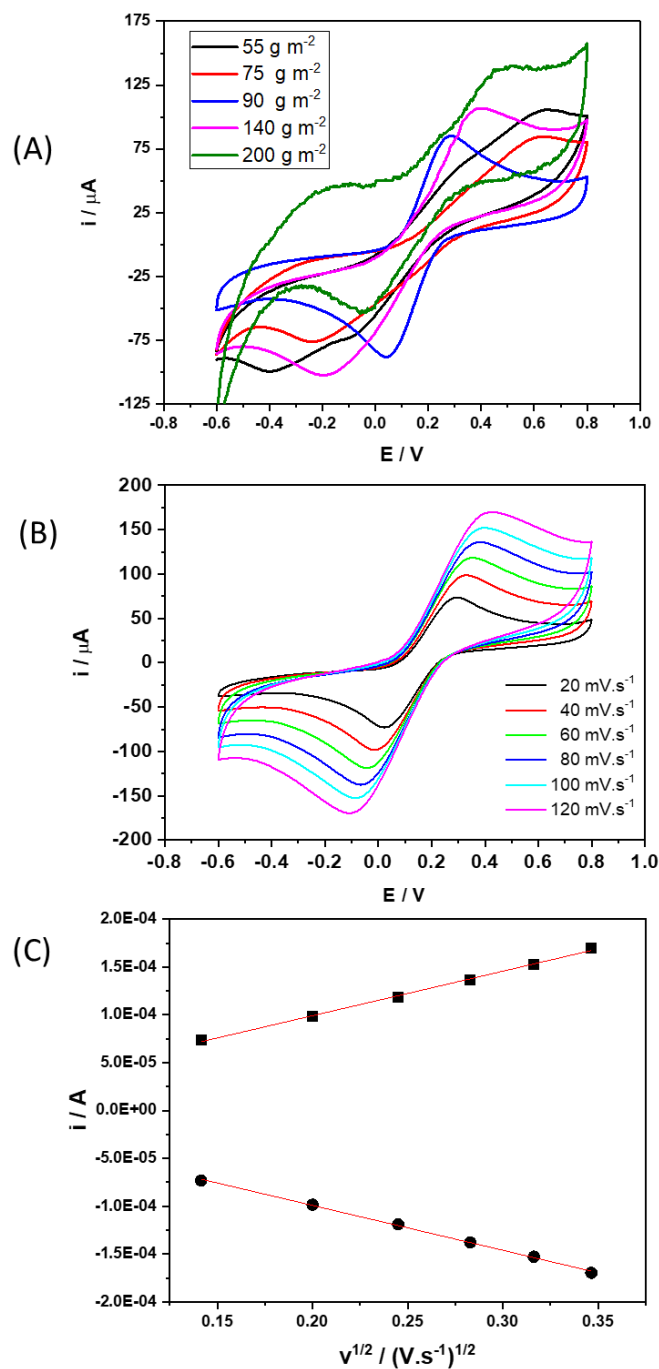 (A)
175
125
75
25
-25
-75
-125
i / μA
55 g m⁻²
75 g m⁻²
90 g m⁻²
140 g m⁻²
200 g m⁻²
-0.8 -0.6 -0.4 -0.2 0.0 0.2 0.4 0.6 0.8 1.0
E / V
(B)
200
150
100
50
0
-50
-100
-150
-200
i / μA
20 mV.s⁻¹
40 mV.s⁻¹
60 mV.s⁻¹
80 mV.s⁻¹
100 mV.s⁻¹
120 mV.s⁻¹
-0.8 -0.6 -0.4 -0.2 0.0 0.2 0.4 0.6 0.8 1.0
E / V
(C)
2.0E-04
1.5E-04
1.0E-04
5.0E-05
0.0E+00
-5.0E-05
-1.0E-04
-1.5E-04
-2.0E-04
i / A
0.15 0.20 0.25 0.30 0.35
v¹/² / (V.s⁻¹)¹/²